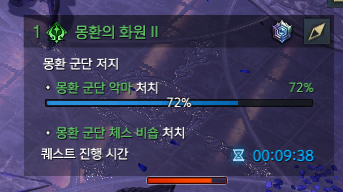 1 몽환의 화원 II
몽환 군단 저지
• 몽환 군단 악마 처치 72%
72%
• 몽환 군단 체스 비숍 처치
퀘스트 진행 시간 00:09:38